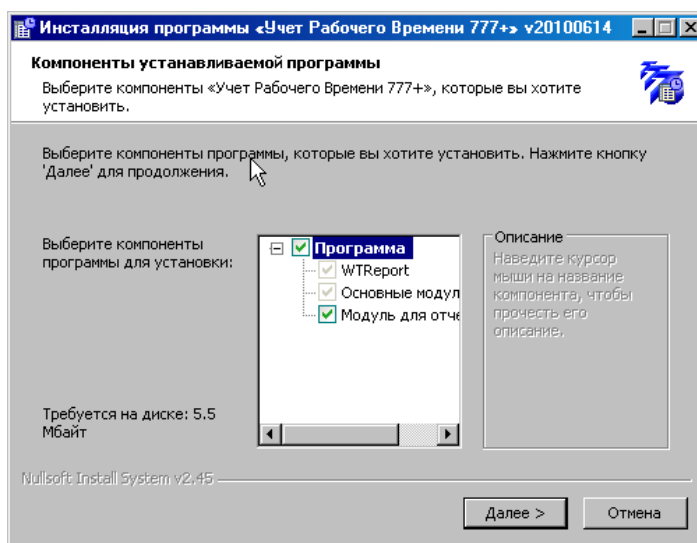 Инсталляция программы «Учет Рабочего Времени 777+» v20100614
Компоненты устанавливаемой программы
Выберите компоненты «Учет Рабочего Времени 777+», которые вы хотите
установить.
Выберите компоненты программы, которые вы хотите установить. Нажмите кнопку
'Далее' для продолжения.
Выберите компоненты
программы для установки:
Программа
WTReport
Основные модул
Модуль для отче
Описание
Наведите курсор
мыши на название
компонента, чтобы
прочесть его
описание.
Требуется на диске: 5.5
Мбайт
Nullsoft Install System v2.45
Далее >
Отмена